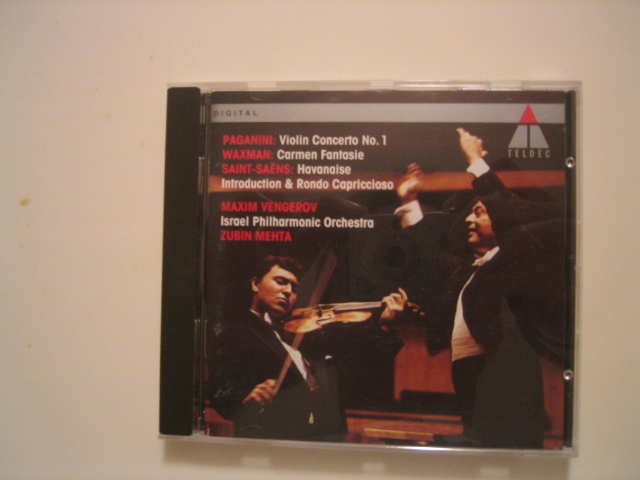 DIGITAL
PAGANINI: Violin Concerto No. 1
WAXMAN: Carmen Fantasie
SAINT-SAËNS: Havanaise
Introduction & Rondo Capriccioso
MAXIM VENGEROV
Israel Philharmonic Orchestra
ZUBIN MEHTA
TELDEC